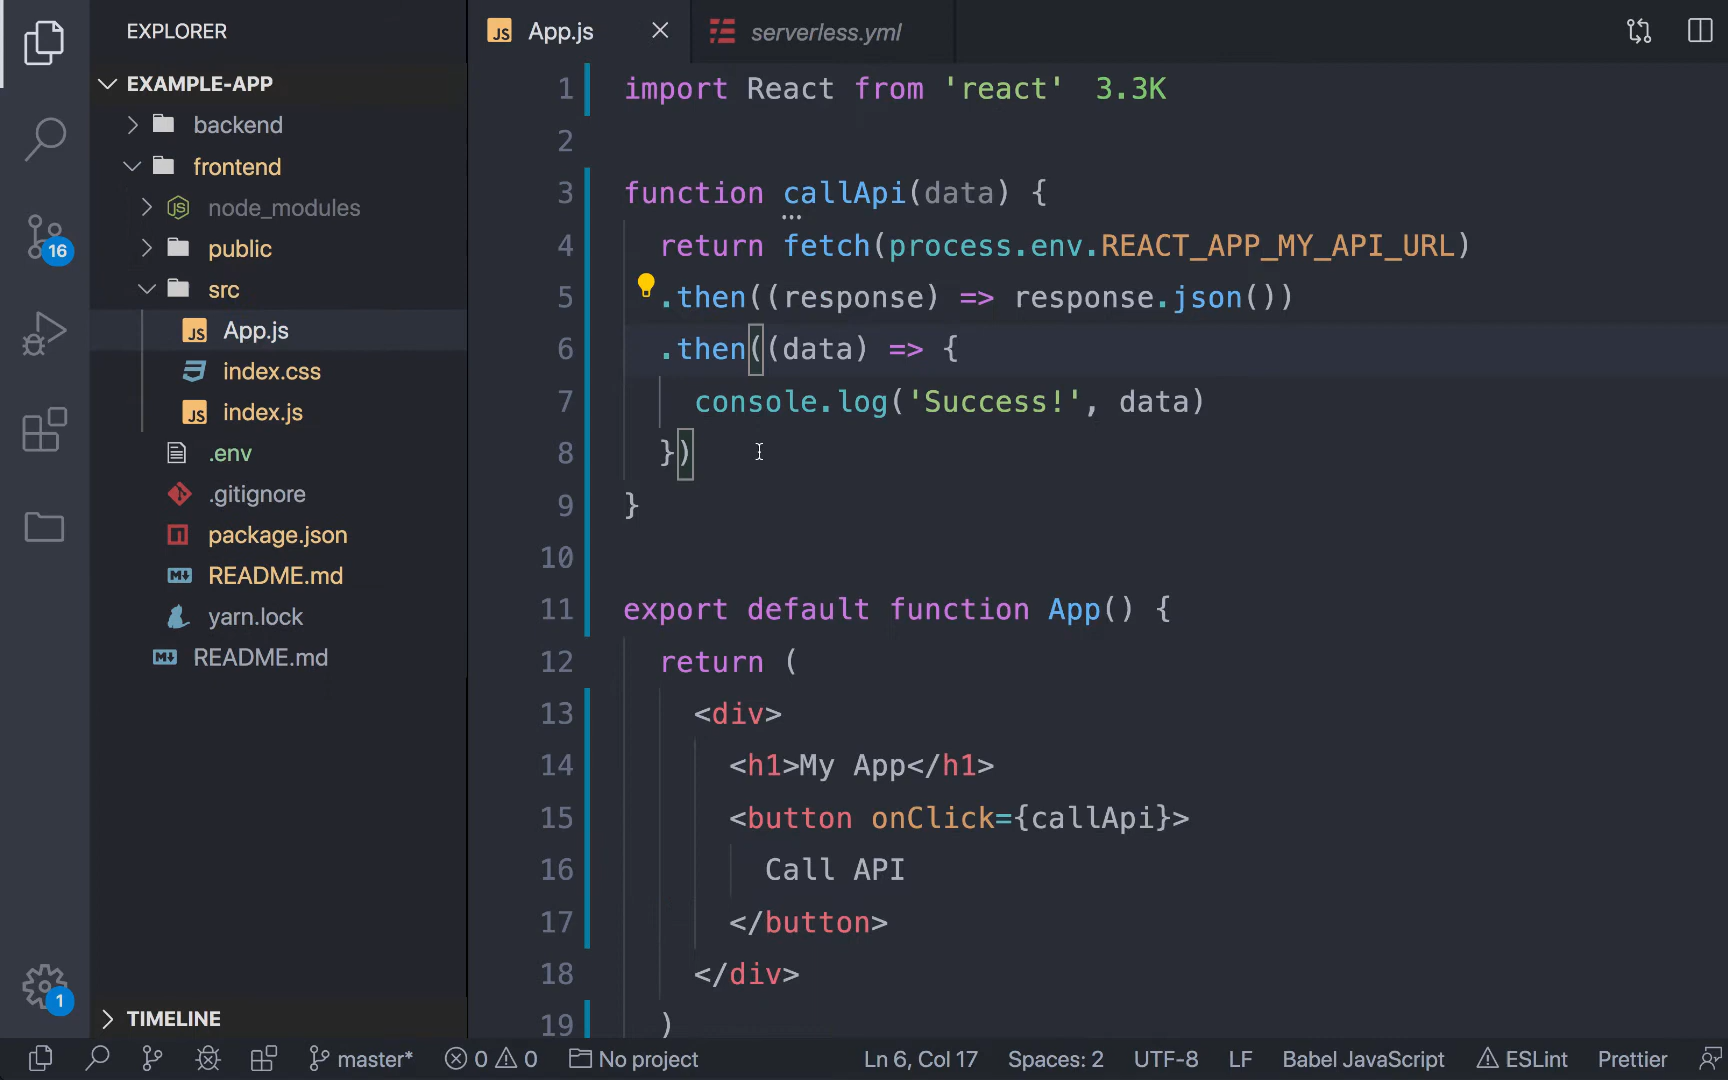 EXPLORER
EXAMPLE-APP
backend
frontend
node_modules
public
src
App.js
index.css
index.js
.env
.gitignore
package.json
README.md
yarn.lock
README.md
TIMELINE
16
1
JS App.js
serverless.yml
1 import React from 'react' 3.3K
2
3 function callApi(data) {
4 return fetch(process.env.REACT_APP_MY_API_URL)
5 .then((response) => response.json())
6 .then((data) => {
7 console.log('Success!', data)
8 })
9 }
10
11 export default function App() {
12 return (
13 <div>
14 <h1>My App</h1>
15 <button onClick={callApi}>
16 Call API
17 </button>
18 </div>
19 )
master* 0 0 No project Ln 6, Col 17 Spaces: 2 UTF-8 LF Babel JavaScript ESLint Prettier